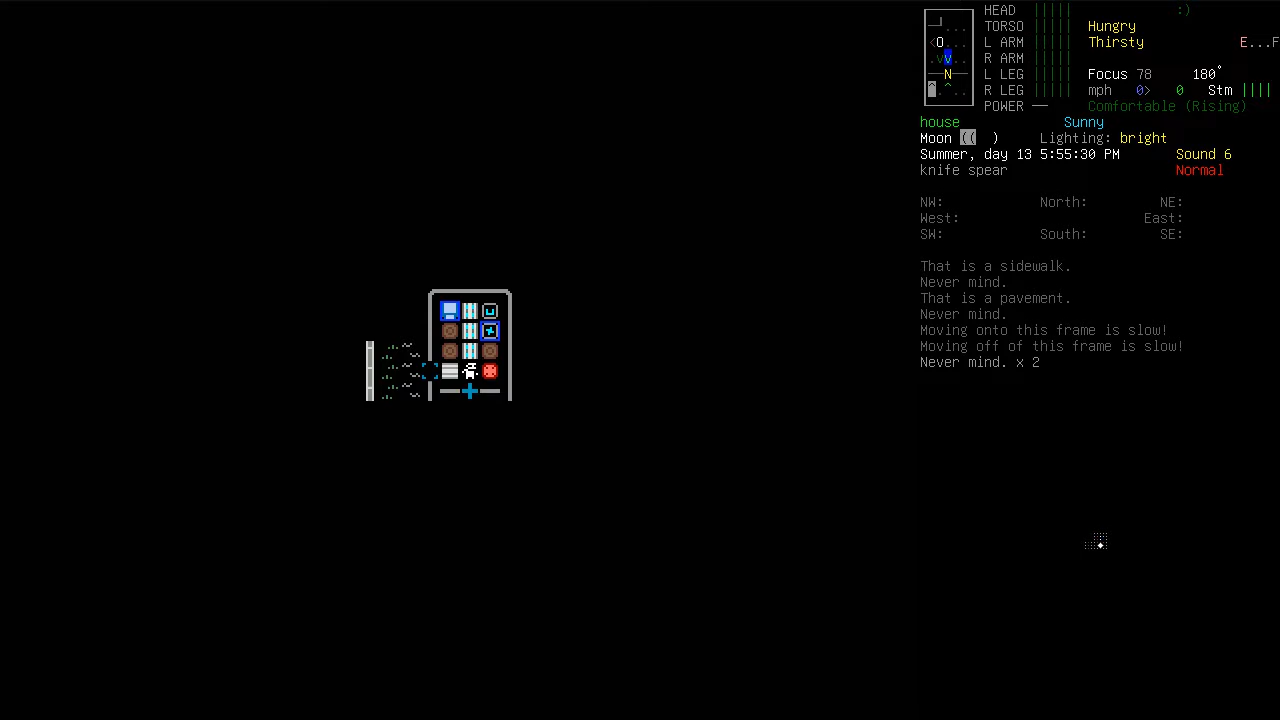 HEAD ||||| :)
TORSO ||||| Hungry
L ARM ||||| Thirsty E...F
R ARM |||||
L LEG ||||| Focus 78 180°
R LEG ||||| mph 0> 0 Stm ||||
POWER — Comfortable (Rising)
<O...
.vv..
—N—
^.^..
house Sunny
Moon (( ) Lighting: bright
Summer, day 13 5:55:30 PM Sound 6
knife spear Normal
NW: North: NE:
West: East:
SW: South: SE:
That is a sidewalk.
Never mind.
That is a pavement.
Never mind.
Moving onto this frame is slow!
Moving off of this frame is slow!
Never mind. x 2